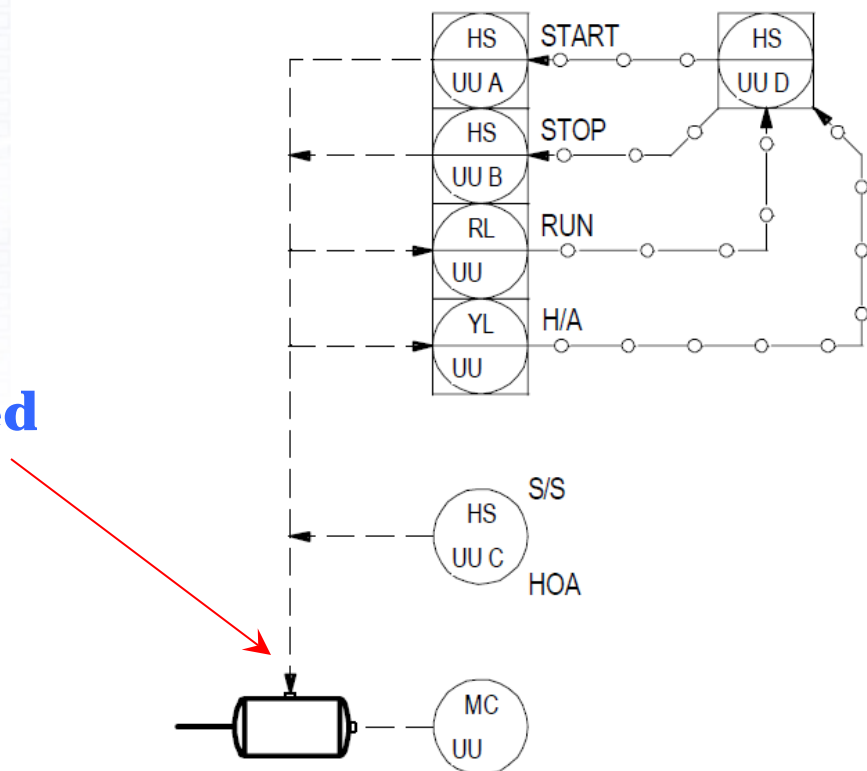 HS
UU A
START
HS
UU D
HS
UU B
STOP
RL
UU
RUN
YL
UU
H/A
HS
UU C
S/S
HOA
MC
UU